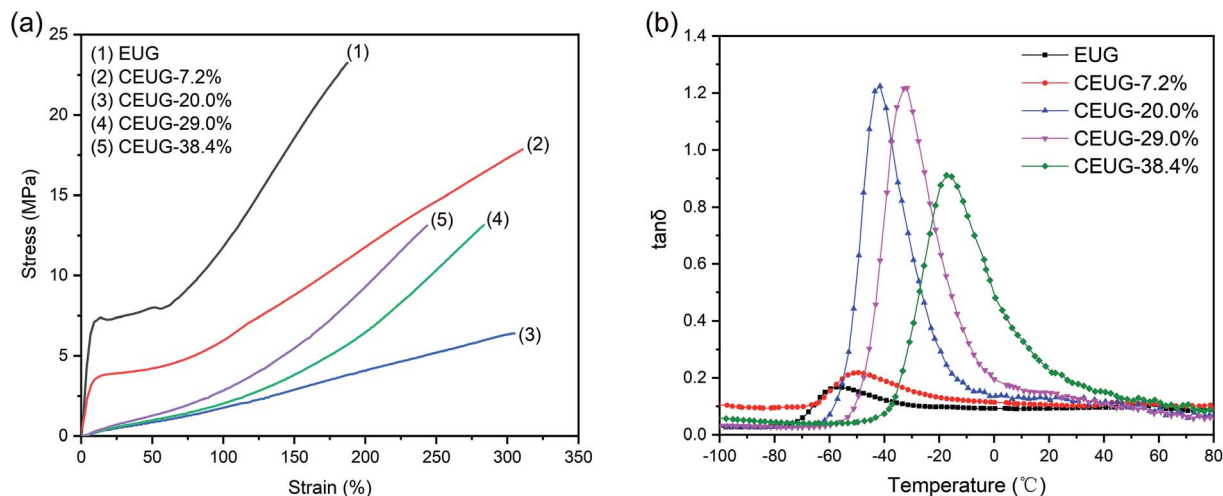 (a)
(1) EUG
(2) CEUG-7.2%
(3) CEUG-20.0%
(4) CEUG-29.0%
(5) CEUG-38.4%
(1)
(2)
(5)
(4)
(3)
25
20
15
10
5
0
Stress (MPa)
0 50 100 150 200 250 300 350
Strain (%)
(b)
EUG
CEUG-7.2%
CEUG-20.0%
CEUG-29.0%
CEUG-38.4%
1.4
1.2
1.0
0.8
0.6
0.4
0.2
0.0
tanδ
-100 -80 -60 -40 -20 0 20 40 60 80
Temperature (℃)